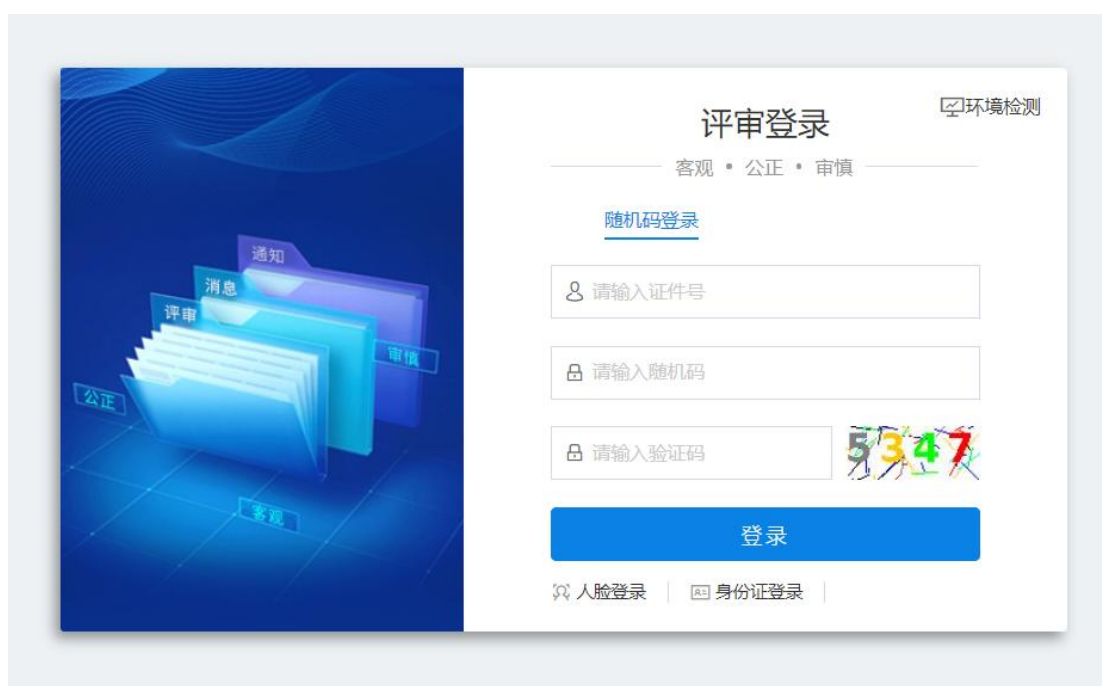 环境检测
评审登录
客观 • 公正 • 审慎
随机码登录
请输入证件号
请输入随机码
请输入验证码
5347
登录
人脸登录
身份证登录
通知
消息
评审
审慎
公正
客观